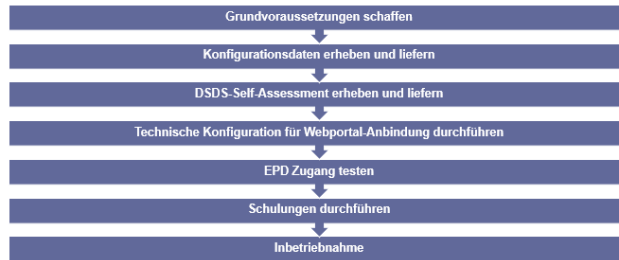 Grundvoraussetzungen schaffen
Konfigurationsdaten erheben und liefern
DSDS-Self-Assessment erheben und liefern
Technische Konfiguration für Webportal-Anbindung durchführen
EPD Zugang testen
Schulungen durchführen
Inbetriebnahme